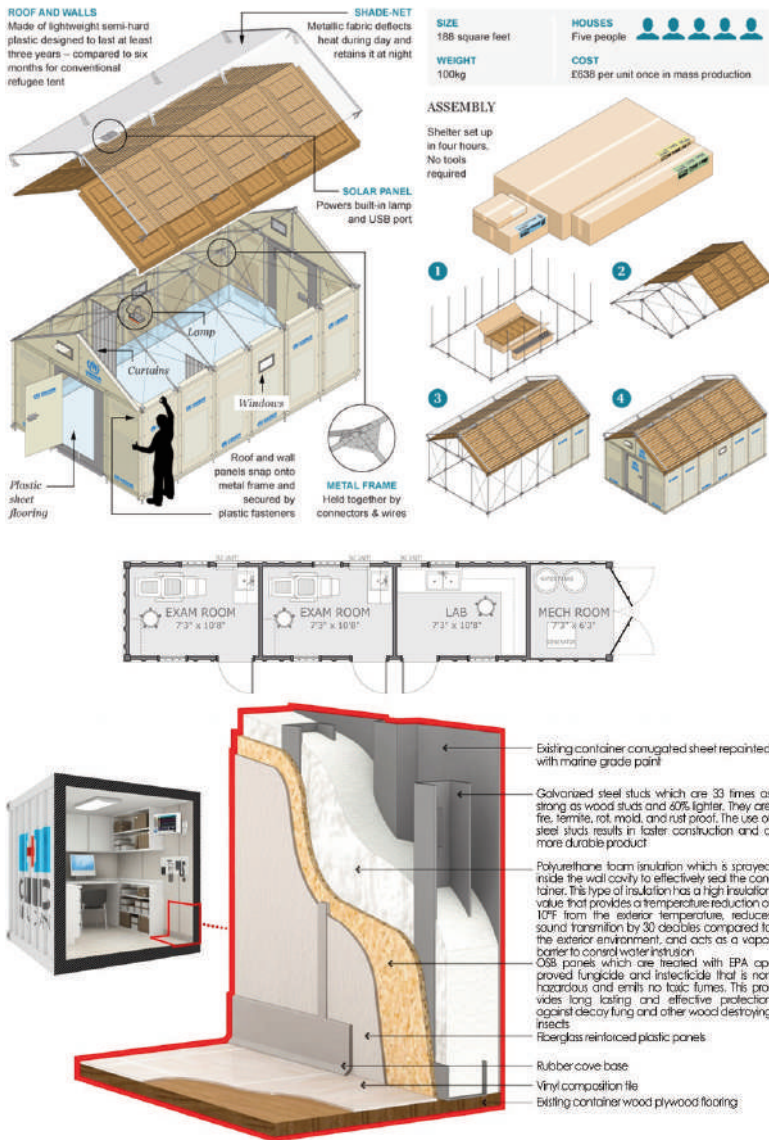 ROOF AND WALLS
Made of lightweight semi-hard
plastic designed to last at least
three years – compared to six
months for conventional
refugee tent
SHADE-NET
Metallic fabric deflects
heat during day and
retains it at night
SOLAR PANEL
Powers built-in lamp
and USB port
Lamp
Curtains
Windows
Plastic
sheet
flooring
Roof and wall
panels snap onto
metal frame and
secured by
plastic fasteners
METAL FRAME
Held together by
connectors & wires
SIZE
188 square feet
HOUSES
Five people
WEIGHT
100kg
COST
£638 per unit once in mass production
ASSEMBLY
Shelter set up
in four hours.
No tools
required
1
2
3
4
EXAM ROOM
7'3" x 10'8"
EXAM ROOM
7'3" x 10'8"
LAB
7'3" x 10'8"
MECH ROOM
7'3" x 6'3"
Existing container corrugated sheet repainted
with marine grade paint
Galvanized steel studs which are 33 times as
strong as wood studs and 60% lighter. They are
fire, termite, rot, mold, and rust proof. The use of
steel studs results in faster construction and a
more durable product
Polyurethane foam isnulation which is sprayed
inside the wall cavity to effectively seal the con
tainer. This type of insulation has a high insulation
value that provides a tremperature reduction o
10°F from the exterior temperature, reduces
sound transmition by 30 decibles compared to
the exterior environment, and acts as a vapo
barrier to consrol water intrusion
OSB panels which are treated with EPA ap
proved fungicide and instecticide that is non
hazardous and emits no toxic fumes. This pro
vides long lasting and effective protection
against decay fung and other wood destroying
insects
Fiberglass reinforced plastic panels
Rubber cove base
Vinyl composition tile
Existing container wood plywood flooring